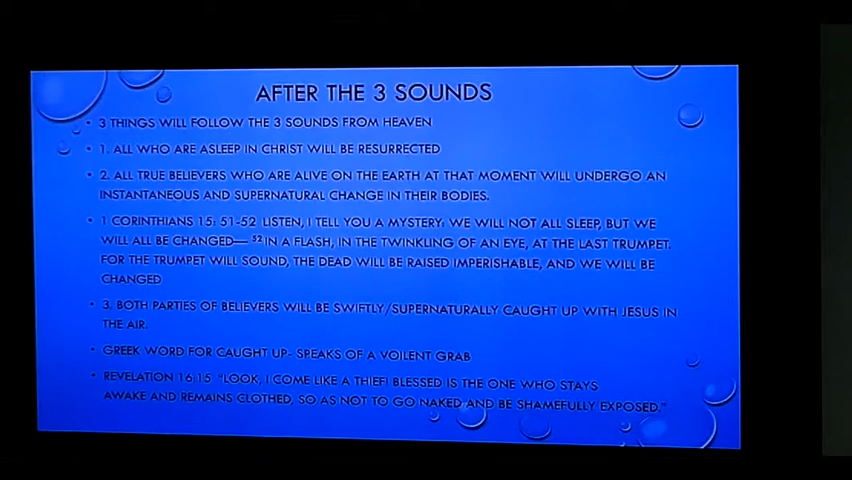 AFTER THE 3 SOUNDS
• 3 THINGS WILL FOLLOW THE 3 SOUNDS FROM HEAVEN
• 1. ALL WHO ARE ASLEEP IN CHRIST WILL BE RESURRECTED
• 2. ALL TRUE BELIEVERS WHO ARE ALIVE ON THE EARTH AT THAT MOMENT WILL UNDERGO AN
INSTANTANEOUS AND SUPERNATURAL CHANGE IN THEIR BODIES.
• 1 CORINTHIANS 15: 51-52 LISTEN, I TELL YOU A MYSTERY: WE WILL NOT ALL SLEEP, BUT WE
WILL ALL BE CHANGED— 52 IN A FLASH, IN THE TWINKLING OF AN EYE, AT THE LAST TRUMPET.
FOR THE TRUMPET WILL SOUND, THE DEAD WILL BE RAISED IMPERISHABLE, AND WE WILL BE
CHANGED
• 3. BOTH PARTIES OF BELIEVERS WILL BE SWIFTLY/SUPERNATURALLY CAUGHT UP WITH JESUS IN
THE AIR.
• GREEK WORD FOR CAUGHT UP- SPEAKS OF A VOILENT GRAB
• REVELATION 16:15 "LOOK, I COME LIKE A THIEF! BLESSED IS THE ONE WHO STAYS
AWAKE AND REMAINS CLOTHED, SO AS NOT TO GO NAKED AND BE SHAMEFULLY EXPOSED."